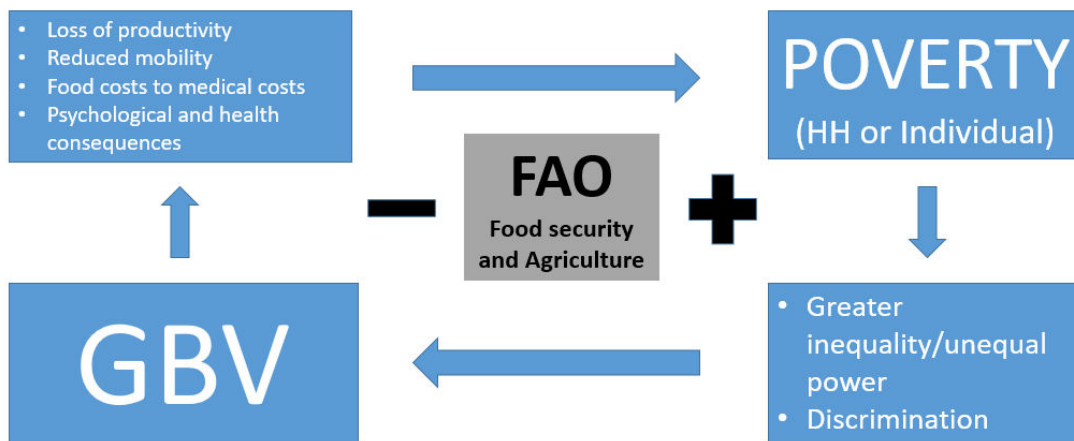 • Loss of productivity
• Reduced mobility
• Food costs to medical costs
• Psychological and health
consequences
POVERTY
(HH or Individual)
FAO
Food security
and Agriculture
GBV
• Greater
inequality/unequal
power
• Discrimination